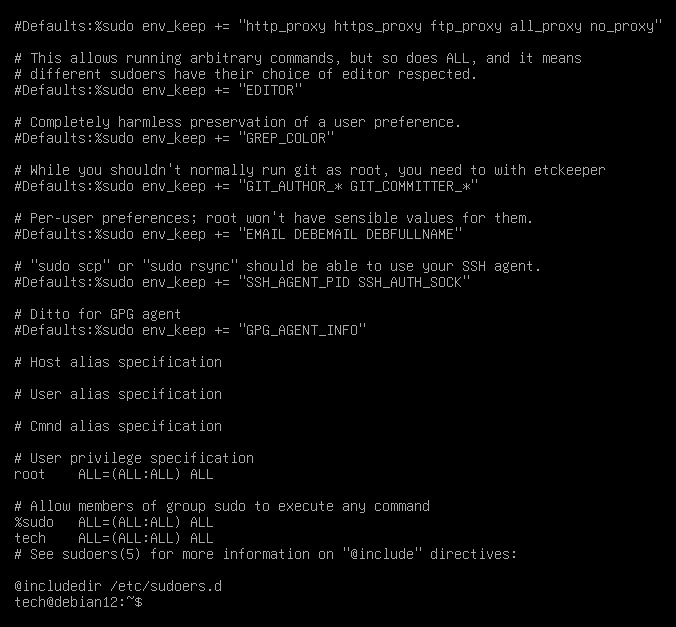 #Defaults:%sudo env_keep += "http_proxy https_proxy ftp_proxy all_proxy no_proxy"
# This allows running arbitrary commands, but so does ALL, and it means
# different sudoers have their choice of editor respected.
#Defaults:%sudo env_keep += "EDITOR"
# Completely harmless preservation of a user preference.
#Defaults:%sudo env_keep += "GREP_COLOR"
# While you shouldn't normally run git as root, you need to with etckeeper
#Defaults:%sudo env_keep += "GIT_AUTHOR_* GIT_COMMITTER_*"
# Per-user preferences; root won't have sensible values for them.
#Defaults:%sudo env_keep += "EMAIL DEBEMAIL DEBFULLNAME"
# "sudo scp" or "sudo rsync" should be able to use your SSH agent.
#Defaults:%sudo env_keep += "SSH_AGENT_PID SSH_AUTH_SOCK"
# Ditto for GPG agent
#Defaults:%sudo env_keep += "GPG_AGENT_INFO"
# Host alias specification
# User alias specification
# Cmnd alias specification
# User privilege specification
root    ALL=(ALL:ALL) ALL
# Allow members of group sudo to execute any command
%sudo   ALL=(ALL:ALL) ALL
tech    ALL=(ALL:ALL) ALL
# See sudoers(5) for more information on "@include" directives:
@includedir /etc/sudoers.d
tech@debian12:~$